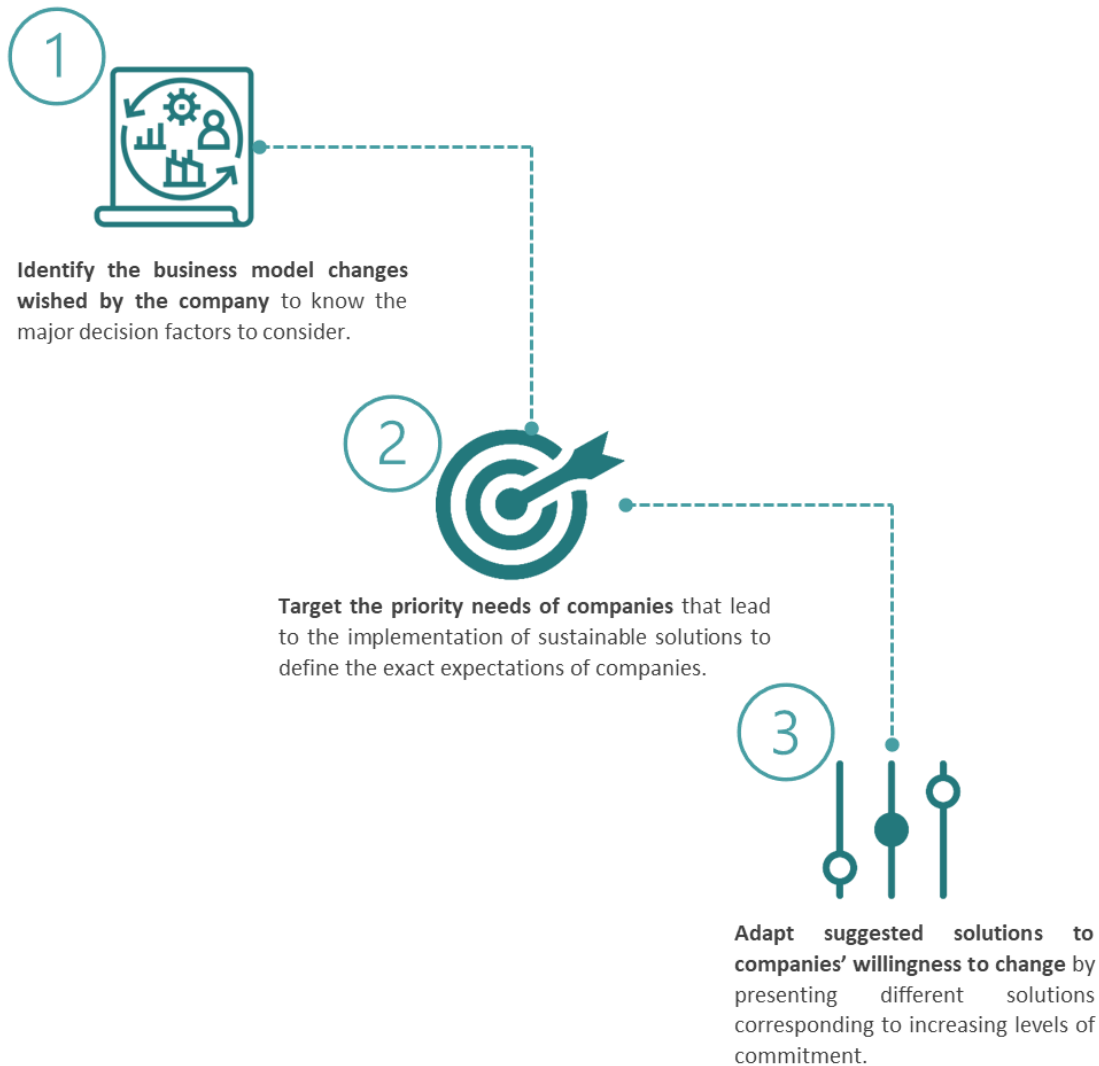 1
Identify the business model changes
wished by the company to know the
major decision factors to consider.
2
Target the priority needs of companies that lead
to the implementation of sustainable solutions to
define the exact expectations of companies.
3
Adapt suggested solutions to
companies’ willingness to change by
presenting different solutions
corresponding to increasing levels of
commitment.